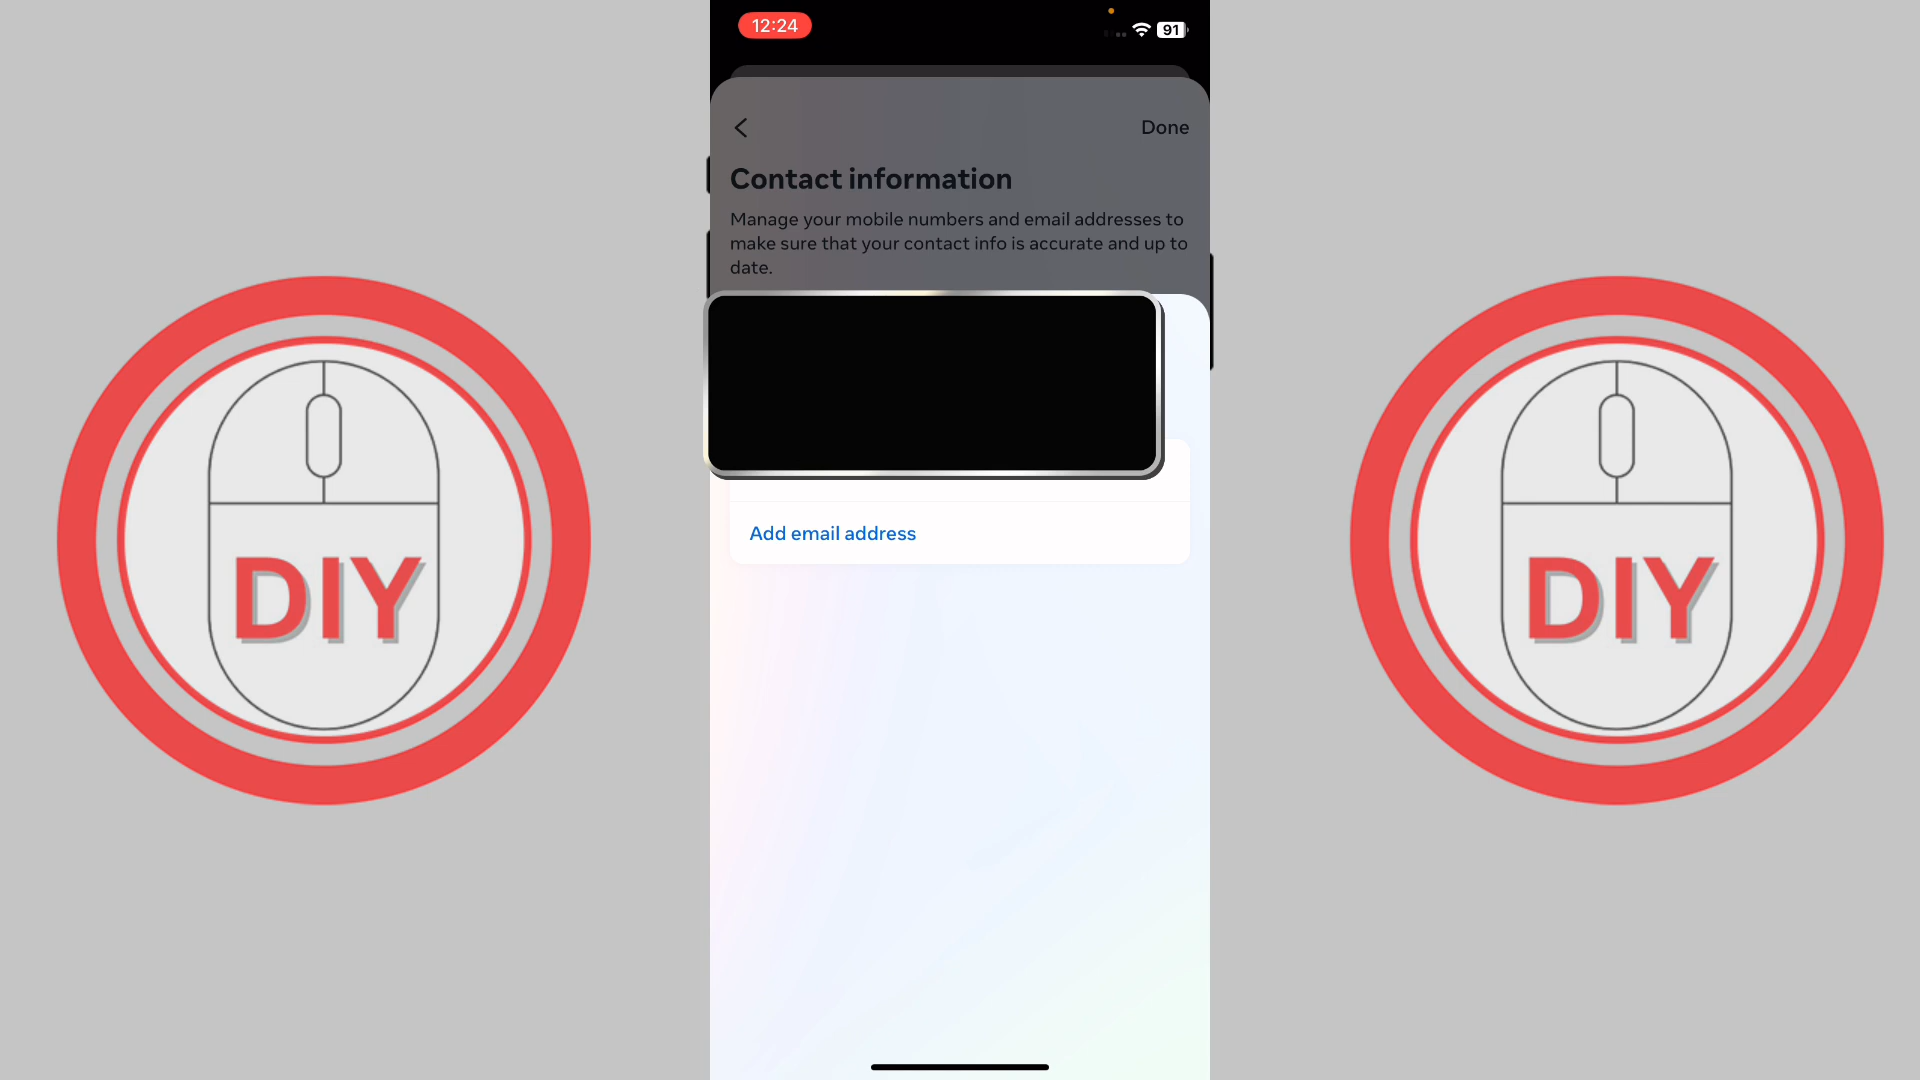 12:24
91
Done
Contact information
Manage your mobile numbers and email addresses to
make sure that your contact info is accurate and up to
date.
Add email address
DIY
DIY